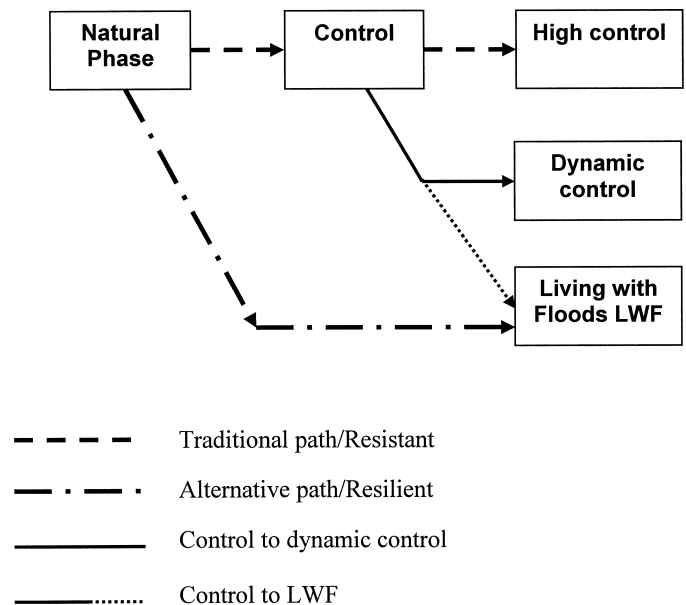 Natural
Phase
Control
High control
Dynamic
control
Living with
Floods LWF
Traditional path/Resistant
Alternative path/Resilient
Control to dynamic control
Control to LWF